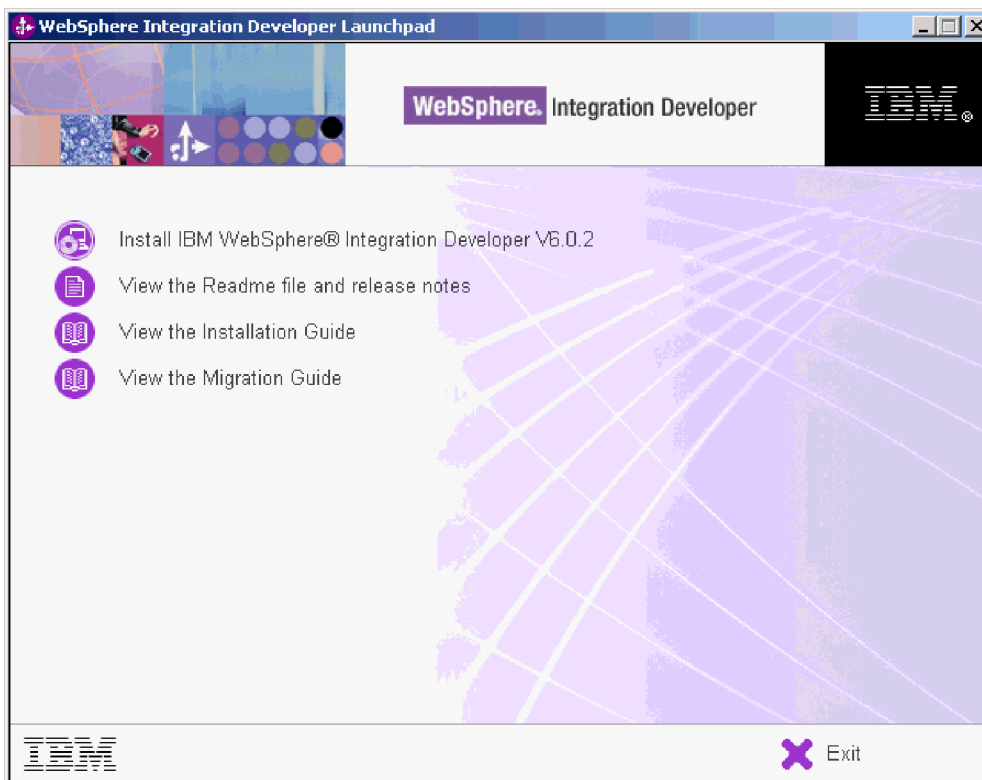 WebSphere Integration Developer Launchpad
WebSphere. Integration Developer
IBM®
Install IBM WebSphere® Integration Developer V6.0.2
View the Readme file and release notes
View the Installation Guide
View the Migration Guide
IBM
Exit